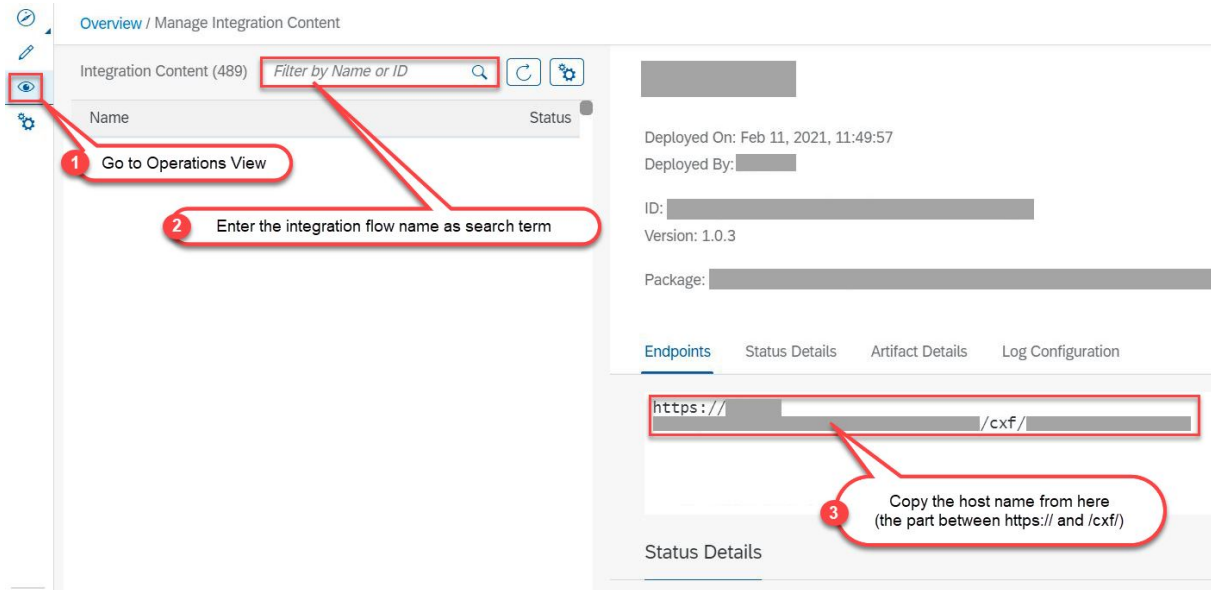 Overview / Manage Integration Content
Integration Content (489)
Filter by Name or ID
Name
Status
1
Go to Operations View
2
Enter the integration flow name as search term
Deployed On: Feb 11, 2021, 11:49:57
Deployed By:
ID:
Version: 1.0.3
Package:
Endpoints
Status Details
Artifact Details
Log Configuration
https://
/cxf/
3
Copy the host name from here
(the part between https:// and /cxf/)
Status Details